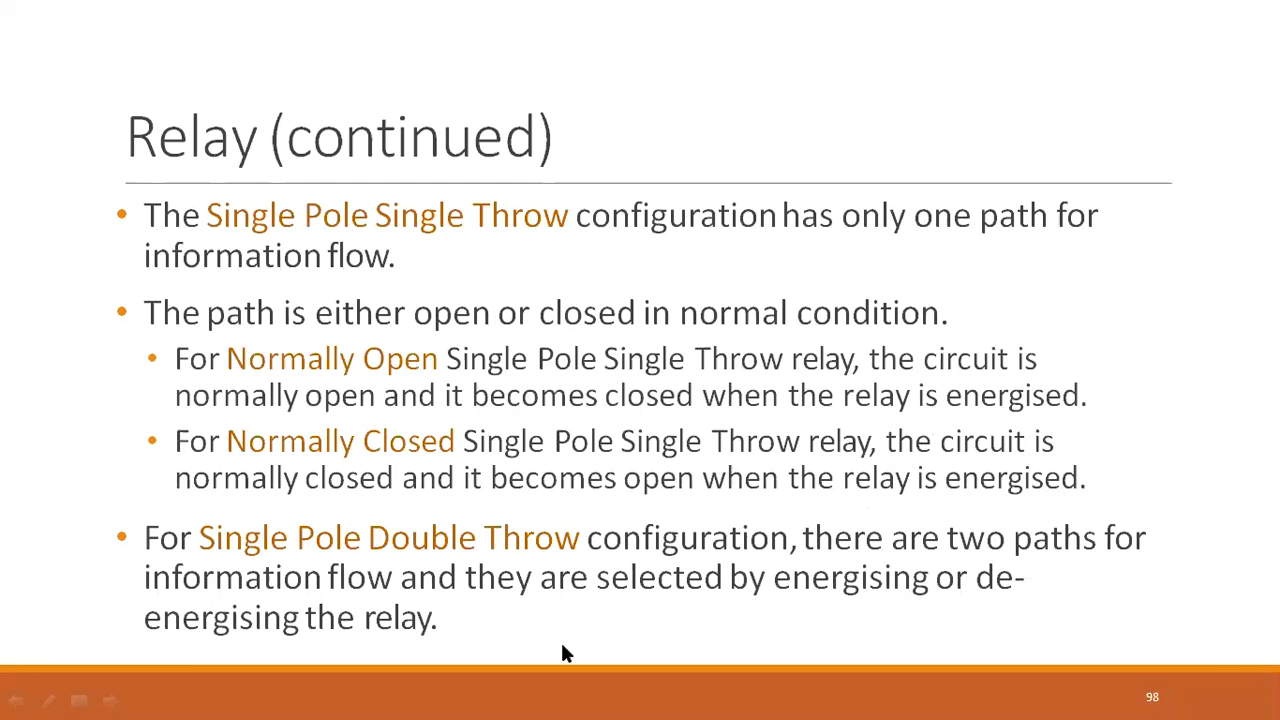 Relay (continued)
• The Single Pole Single Throw configuration has only one path for
information flow.
• The path is either open or closed in normal condition.
• For Normally Open Single Pole Single Throw relay, the circuit is
normally open and it becomes closed when the relay is energised.
• For Normally Closed Single Pole Single Throw relay, the circuit is
normally closed and it becomes open when the relay is energised.
• For Single Pole Double Throw configuration, there are two paths for
information flow and they are selected by energising or de-
energising the relay.
98